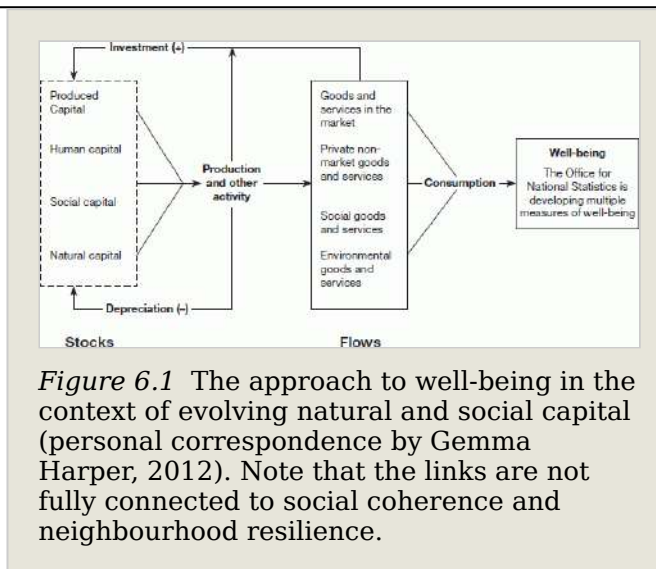 Investment (+)
Produced
Capital
Human capital
Social capital
Natural capital
Production
and other
activity
Depreciation (–)
Stocks
Goods and
services in the
market
Private non-
market goods
and services
Social goods
and services
Environmental
goods and
services
Flows
Consumption
Well-being
The Office for
National Statistics is
developing multiple
measures of well-being
Figure 6.1 The approach to well-being in the
context of evolving natural and social capital
(personal correspondence by Gemma
Harper, 2012). Note that the links are not
fully connected to social coherence and
neighbourhood resilience.